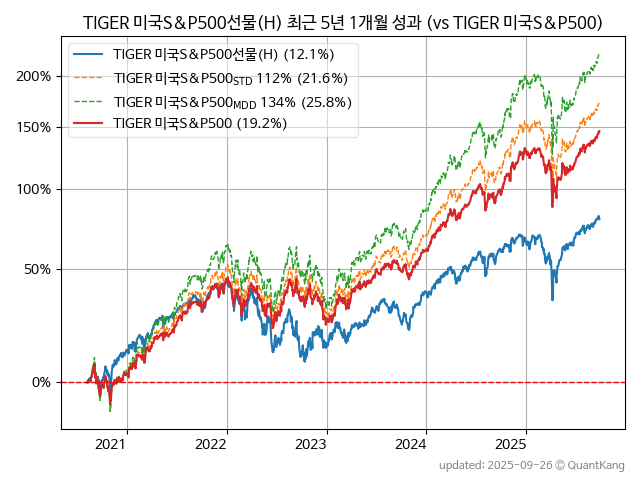 TIGER 미국S&P500선물(H) 최근 5년 1개월 성과 (vs TIGER 미국S&P500)
TIGER 미국S&P500선물(H) (12.1%)
TIGER 미국S&P500STD 112% (21.6%)
TIGER 미국S&P500MDD 134% (25.8%)
TIGER 미국S&P500 (19.2%)
200%
150%
100%
50%
0%
2021 2022 2023 2024 2025
updated: 2025-09-26 © QuantKang